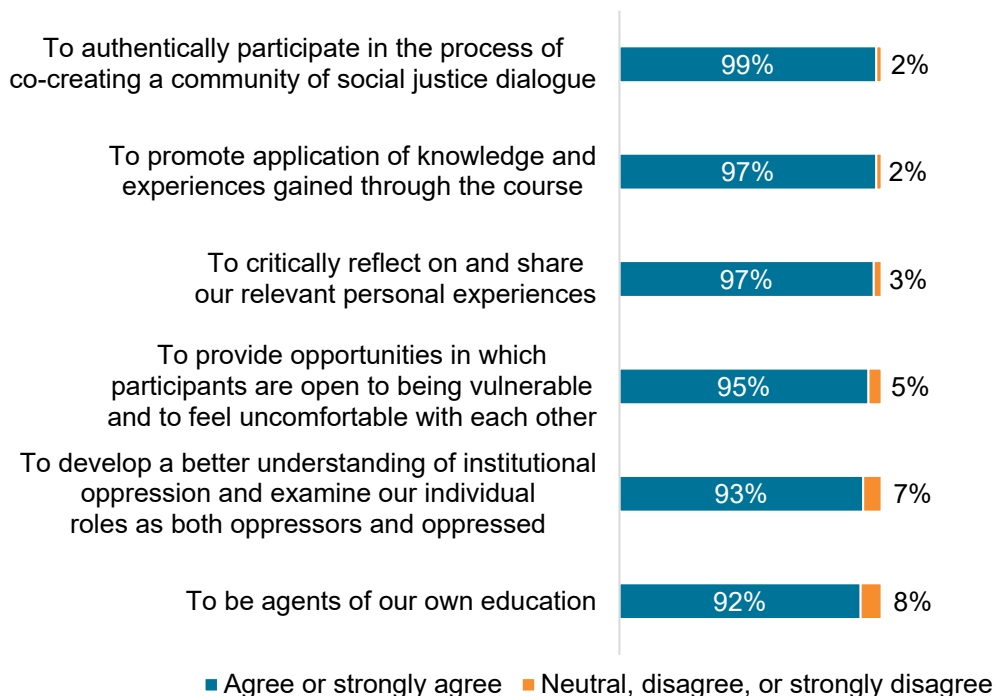 To authentically participate in the process of
co-creating a community of social justice dialogue
99% 2%
To promote application of knowledge and
experiences gained through the course
97% 2%
To critically reflect on and share
our relevant personal experiences
97% 3%
To provide opportunities in which
participants are open to being vulnerable
and to feel uncomfortable with each other
95% 5%
To develop a better understanding of institutional
oppression and examine our individual
roles as both oppressors and oppressed
93% 7%
To be agents of our own education
92% 8%
Agree or strongly agree Neutral, disagree, or strongly disagree